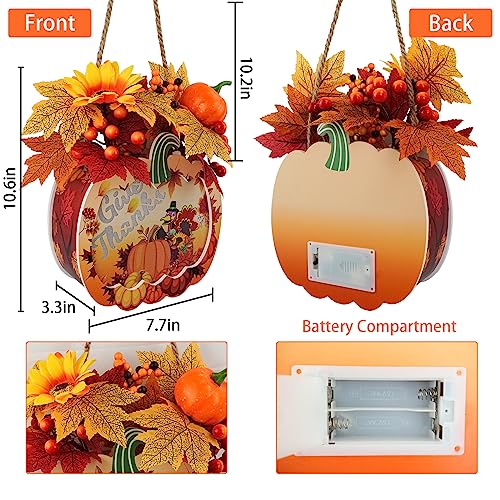 Front
Back
10.2in
10.6in
Give
Thanks
3.3in
7.7in
Battery Compartment